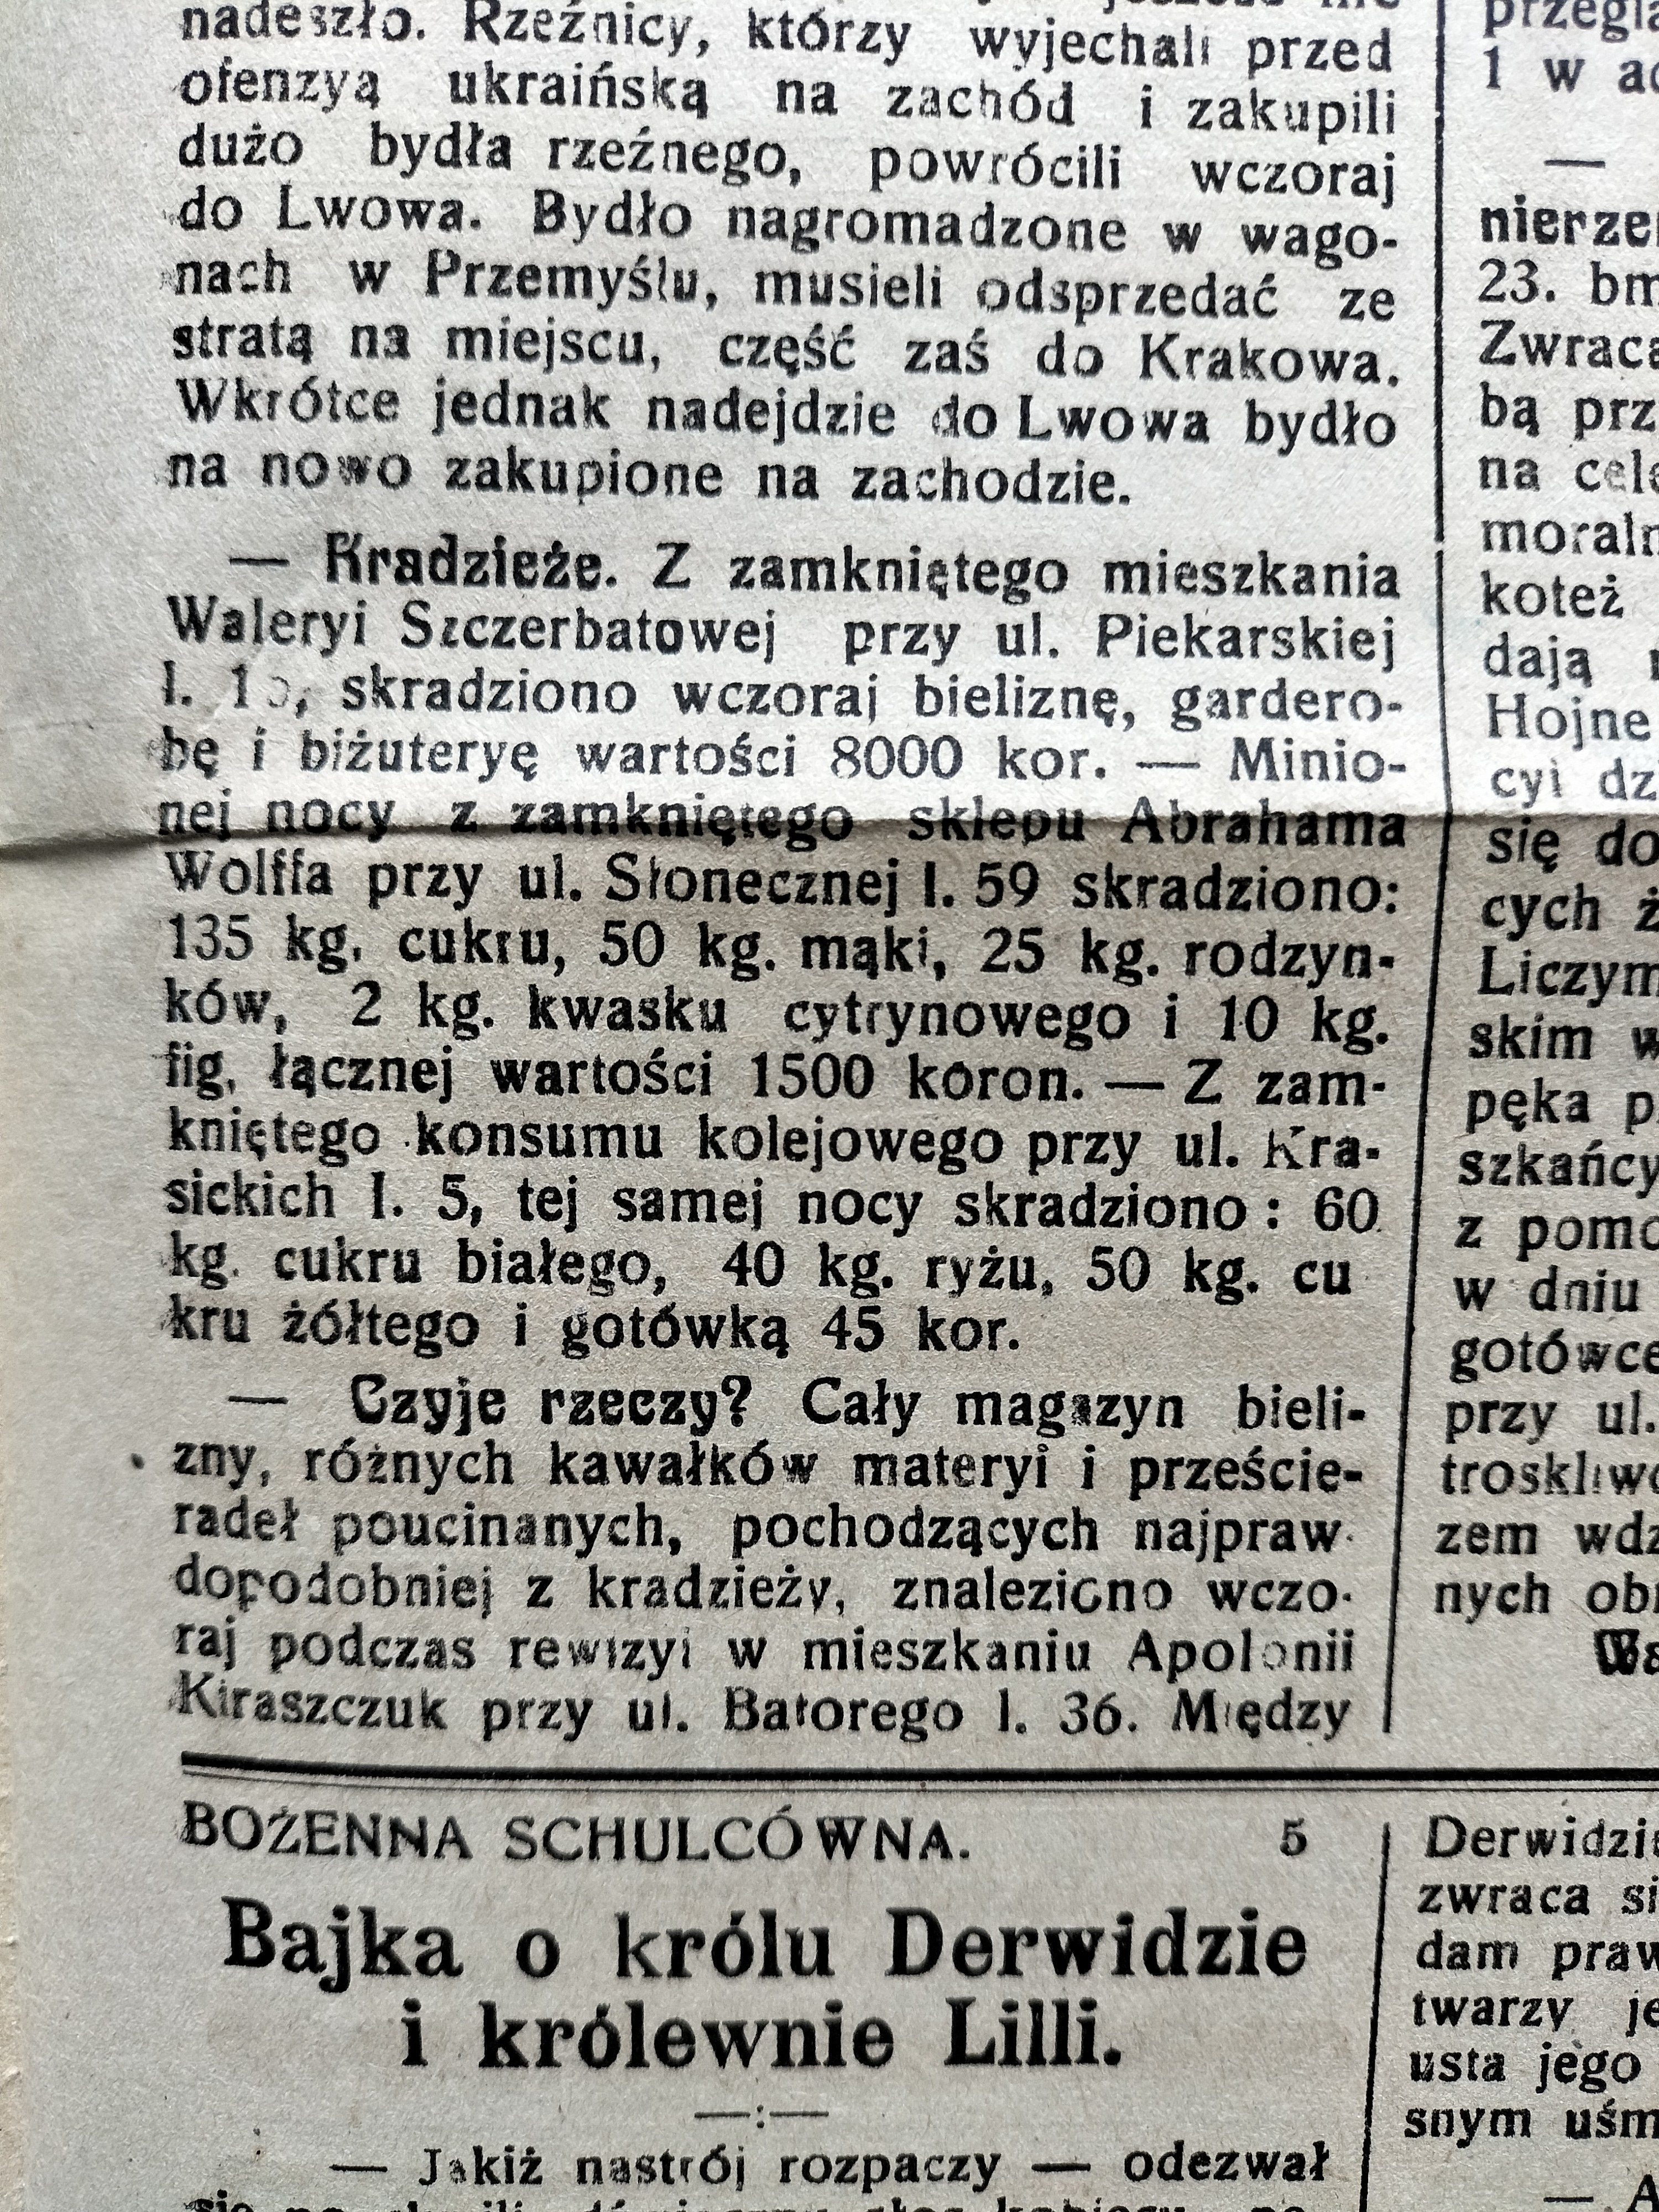 nadeszło. Rzeźnicy, którzy wyjechali przed
ofenzyą ukraińską na zachód i zakupili
dużo bydła rzeźnego, powrócili wczoraj
do Lwowa. Bydło nagromadzone w wago-
nach w Przemyślu, musieli odsprzedać ze
stratą na miejscu, część zaś do Krakowa.
Wkrótce jednak nadejdzie do Lwowa bydło
na nowo zakupione na zachodzie.
— Kradzieże. Z zamkniętego mieszkania
Waleryi Szczerbatowej przy ul. Piekarskiej
l. skradziono wczoraj bieliznę, gardero-
bę i biżuteryę wartości 8000 kor. — Minio-
nej nocy z zamkniętego sklepu Abrahama
Wolffa przy ul. Słonecznej l. 59 skradziono:
135 kg. cukru, 50 kg. mąki, 25 kg. rodzyn-
ków, 2 kg. kwasku cytrynowego i 10 kg.
fig, łącznej wartości 1500 koron. — Z zam-
kniętego konsumu kolejowego przy ul. Kra-
sickich l. 5, tej samej nocy skradziono : 60
kg. cukru białego, 40 kg. ryżu, 50 kg. cu
kru żółtego i gotówką 45 kor.
— Czyje rzeczy? Cały magazyn bieli-
zny, różnych kawałków materyi i przeście-
radeł poucinanych, pochodzących najpraw-
dopodobniej z kradzieży, znaleziono wczo-
raj podczas rewizyi w mieszkaniu Apolonii
Kiraszczuk przy ul. Batorego l. 36. Między
przegl
1 w
—
nierze
23. bm
Zwraca
bą prz
na cel
moraln
koteż
dają
Hojne
cyi dz
się do
cych ż
Liczym
skim w
pęka p
szkańcy
z pomo
w dniu
gotówce
przy ul.
troskliwo
zem wdz
nych ob
BOŻENNA SCHULCÓWNA. 5
Bajka o królu Derwidzie
i królewnie Lilli.
—:—
— Jakiż nastrój rozpaczy — odezwał
Derwidzi
zwraca si
dam praw
twarzy je
usta jego
snym uśm
— A